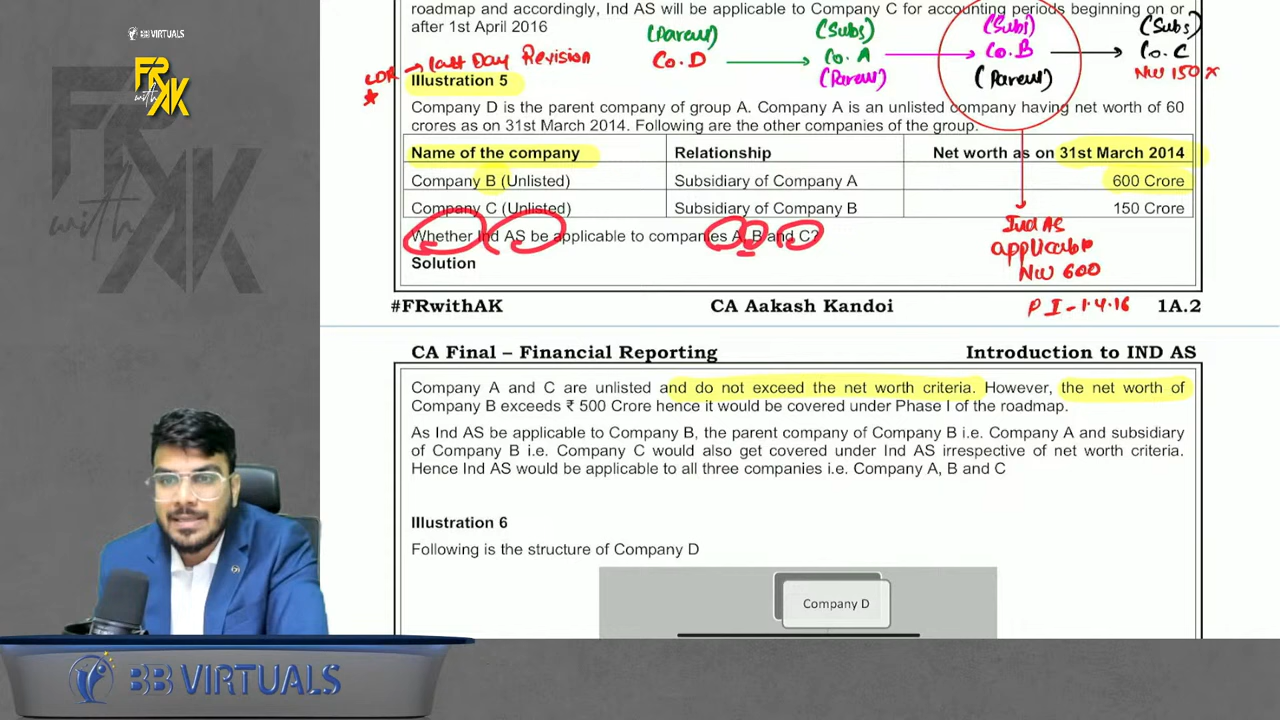 BB VIRTUALS
FR
with
AK
roadmap and accordingly, Ind AS will be applicable to Company C for accounting periods beginning on or
after 1st April 2016
(Parent)
(Subs)
(Subs)
(Subs)
LDR → Last Day Revision
Co. D
Co. A
Co. B
Co. C
(Parent)
(Parent)
NW 150 x
Illustration 5
Company D is the parent company of group A. Company A is an unlisted company having net worth of 60
crores as on 31st March 2014. Following are the other companies of the group.
Name of the company Relationship Net worth as on 31st March 2014
Company B (Unlisted) Subsidiary of Company A 600 Crore
Company C (Unlisted) Subsidiary of Company B 150 Crore
Whether Ind AS be applicable to companies A, B and C?
Ind AS
applicable
NW 600
Solution
P I - 1.4.16
#FRwithAK CA Aakash Kandoi 1A.2
CA Final – Financial Reporting Introduction to IND AS
Company A and C are unlisted and do not exceed the net worth criteria. However, the net worth of
Company B exceeds ₹ 500 Crore hence it would be covered under Phase I of the roadmap.
As Ind AS be applicable to Company B, the parent company of Company B i.e. Company A and subsidiary
of Company B i.e. Company C would also get covered under Ind AS irrespective of net worth criteria.
Hence Ind AS would be applicable to all three companies i.e. Company A, B and C
Illustration 6
Following is the structure of Company D
Company D
FR
with
AK
BB VIRTUALS